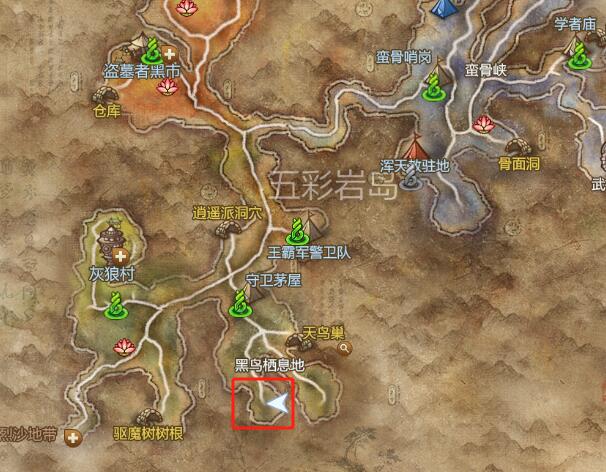 学者庙
蛮骨哨岗
盗墓者黑市
蛮骨峡
仓库
浑天教驻地
骨面洞
武
五彩岩岛
逍遥派洞穴
王霸军警卫队
灰狼村
守卫茅屋
天鸟巢
黑鸟栖息地
烈沙地带
驱魔树树根